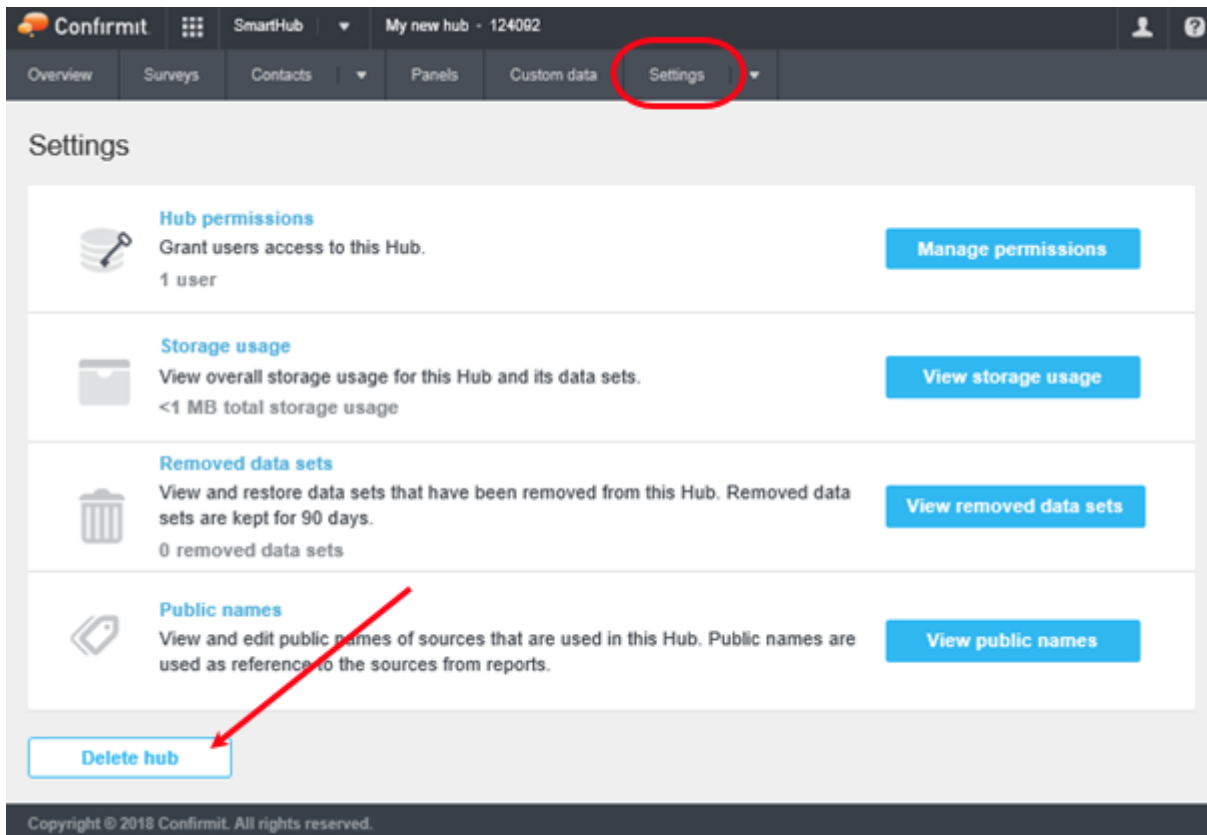 Confirmit. SmartHub My new hub - 124092
Overview Surveys Contacts Panels Custom data Settings
Settings
Hub permissions
Grant users access to this Hub.
1 user
Manage permissions
Storage usage
View overall storage usage for this Hub and its data sets.
<1 MB total storage usage
View storage usage
Removed data sets
View and restore data sets that have been removed from this Hub. Removed data
sets are kept for 90 days.
0 removed data sets
View removed data sets
Public names
View and edit public names of sources that are used in this Hub. Public names are
used as reference to the sources from reports.
View public names
Delete hub
Copyright © 2018 Confirmit. All rights reserved.